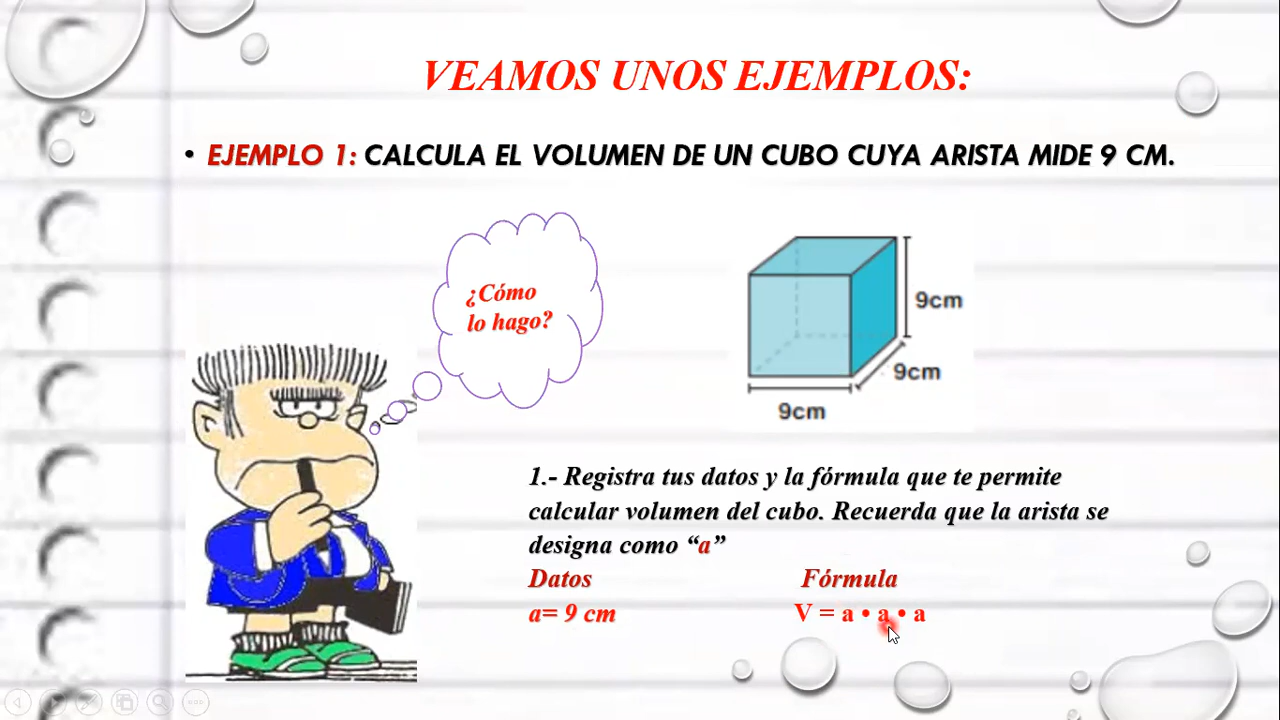 VEAMOS UNOS EJEMPLOS:
• EJEMPLO 1: CALCULA EL VOLUMEN DE UN CUBO CUYA ARISTA MIDE 9 CM.
¿Cómo
lo hago?
9cm
9cm
9cm
1.- Registra tus datos y la fórmula que te permite
calcular volumen del cubo. Recuerda que la arista se
designa como “a”
Datos Fórmula
a= 9 cm V = a • a • a